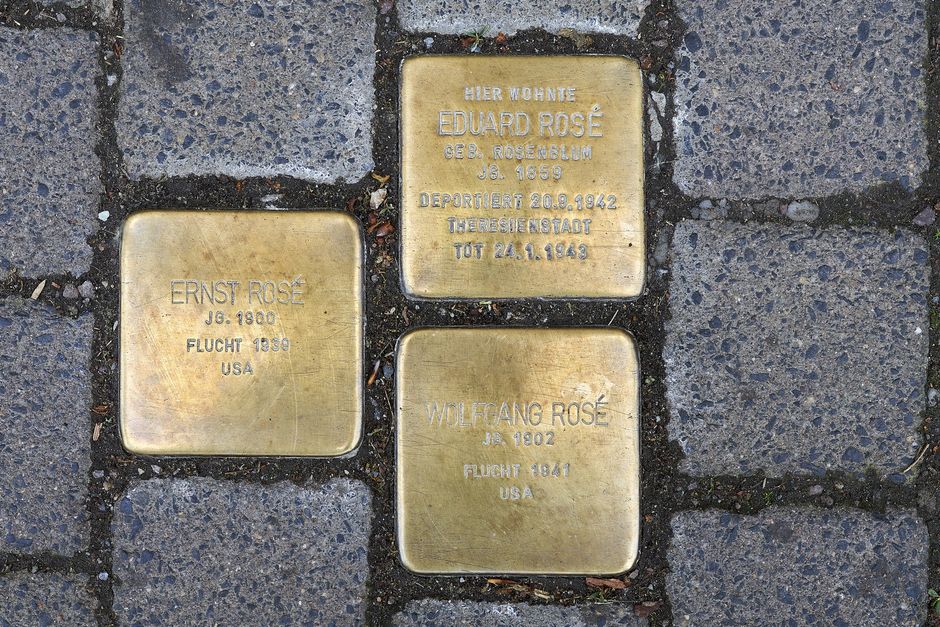 HIER WOHNTE
EDUARD ROSÉ
GEB. ROSENBLUM
JG. 1859
DEPORTIERT 20.9.1942
THERESIENSTADT
TOT 24.1.1943
ERNST ROSÉ
JG. 1900
FLUCHT 1939
USA
WOLFGANG ROSÉ
JG. 1902
FLUCHT 1941
USA